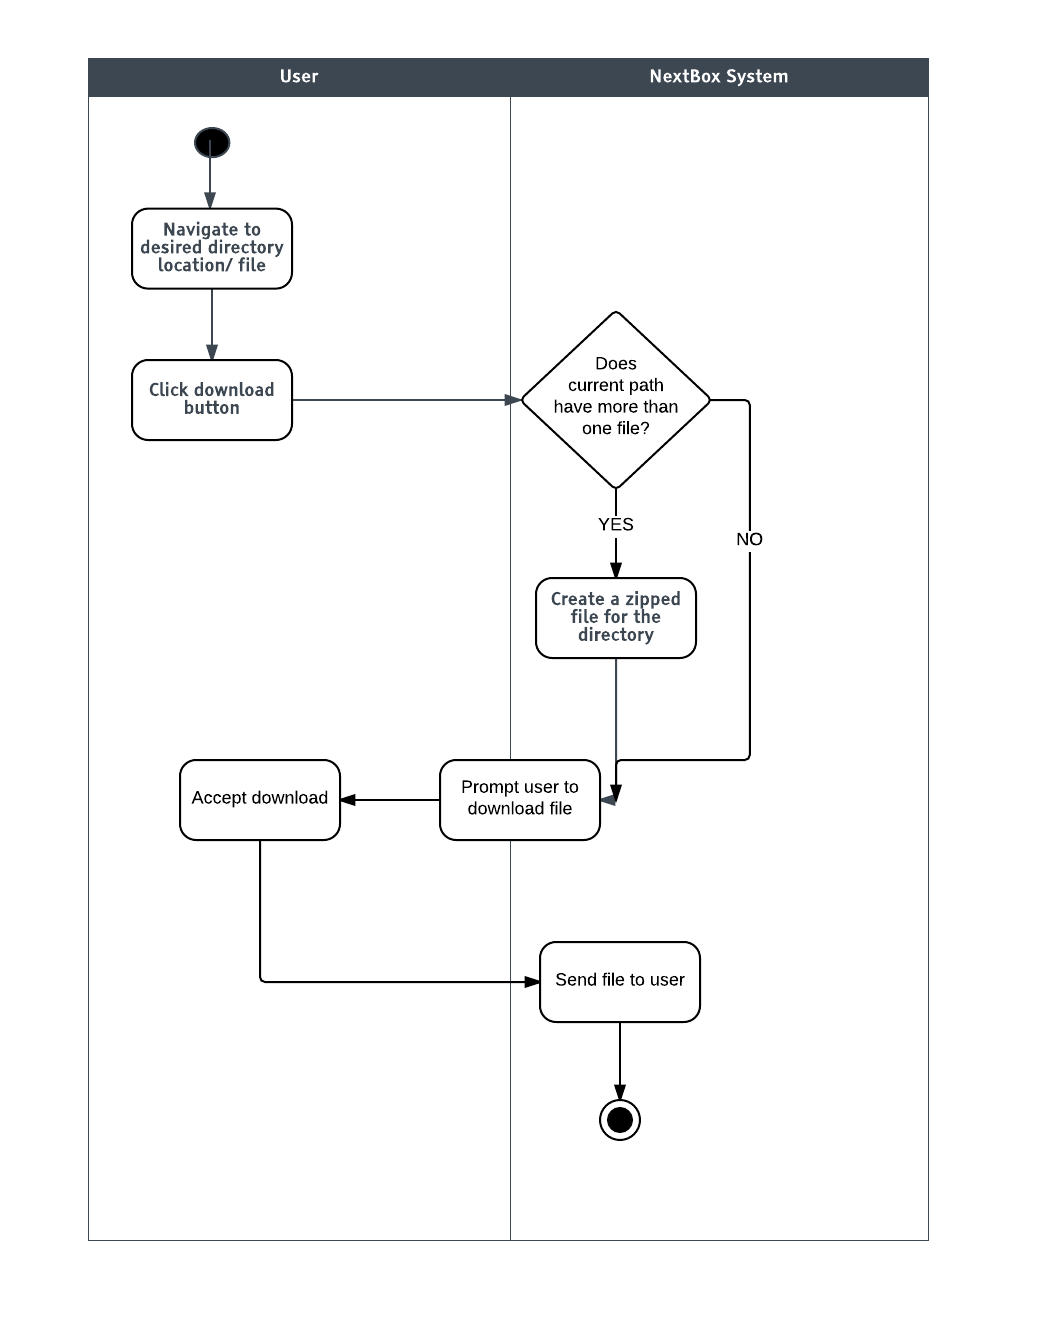 User
NextBox System
Navigate to
desired directory
location/ file
Click download
button
Does
current path
have more than
one file?
YES
NO
Create a zipped
file for the
directory
Accept download
Prompt user to
download file
Send file to user